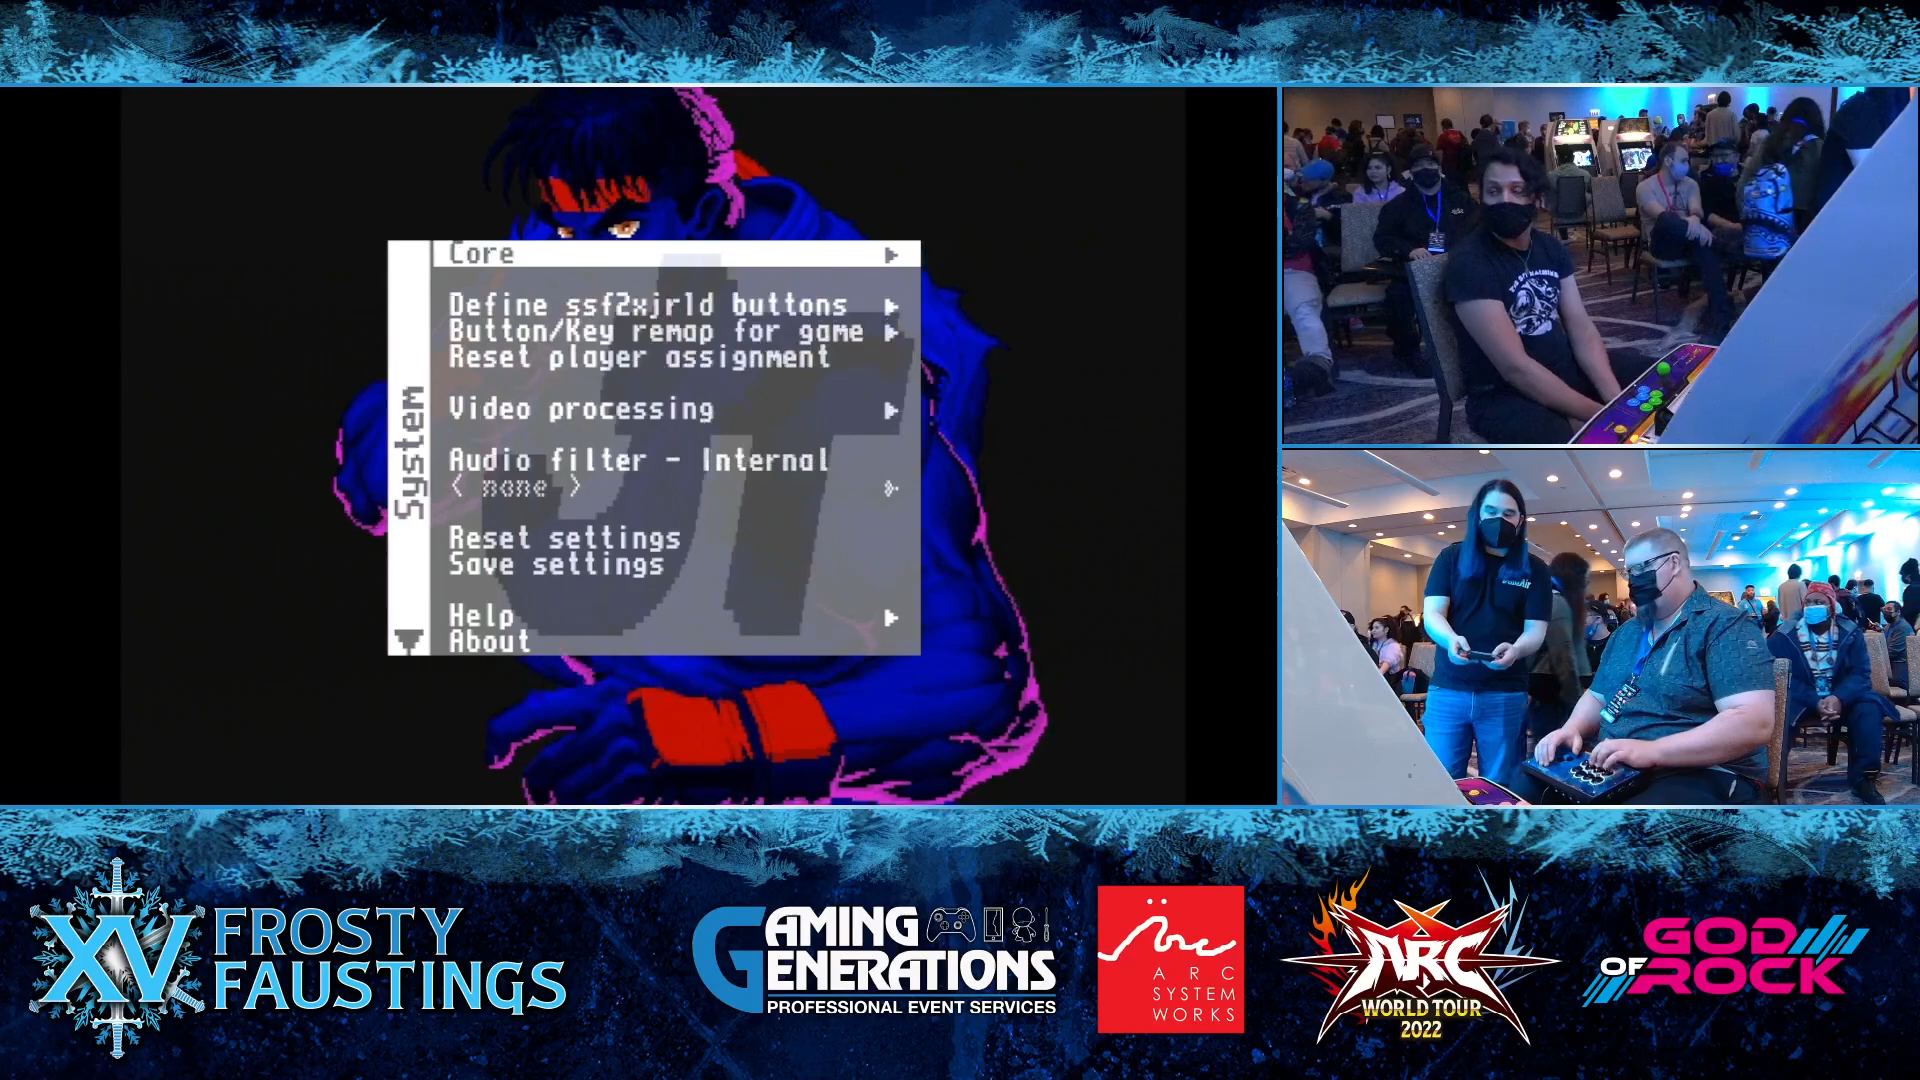 Core
Define ssf2xjrld buttons
Button/Key remap for game
Reset player assignment
Video processing
Audio filter - Internal
< none >
Reset settings
Save settings
Help
About
System
JT
XV FROSTY
FAUSTINGS
GAMING
GENERATIONS
PROFESSIONAL EVENT SERVICES
ARC
SYSTEM
WORKS
ARC
WORLD TOUR
2022
GOD
OF ROCK